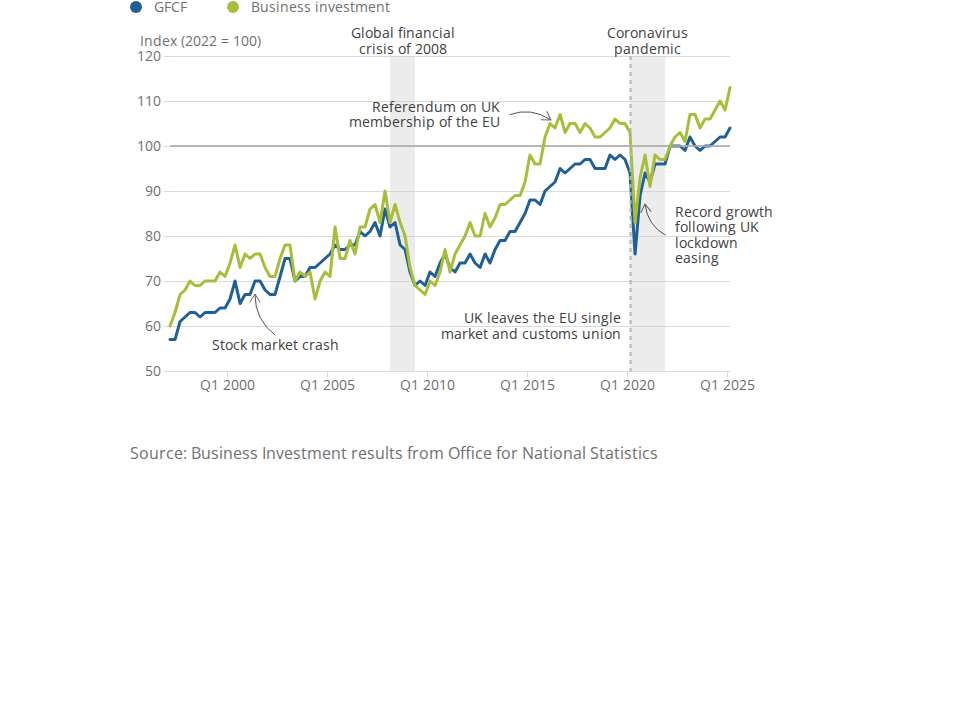 GFCF Business investment
Global financial
crisis of 2008
Coronavirus
pandemic
Index (2022 = 100)
120
110
Referendum on UK
membership of the EU
100
90
Record growth
following UK
lockdown
easing
80
70
UK leaves the EU single
market and customs union
60
Stock market crash
50
Q1 2000 Q1 2005 Q1 2010 Q1 2015 Q1 2020 Q1 2025
Source: Business Investment results from Office for National Statistics